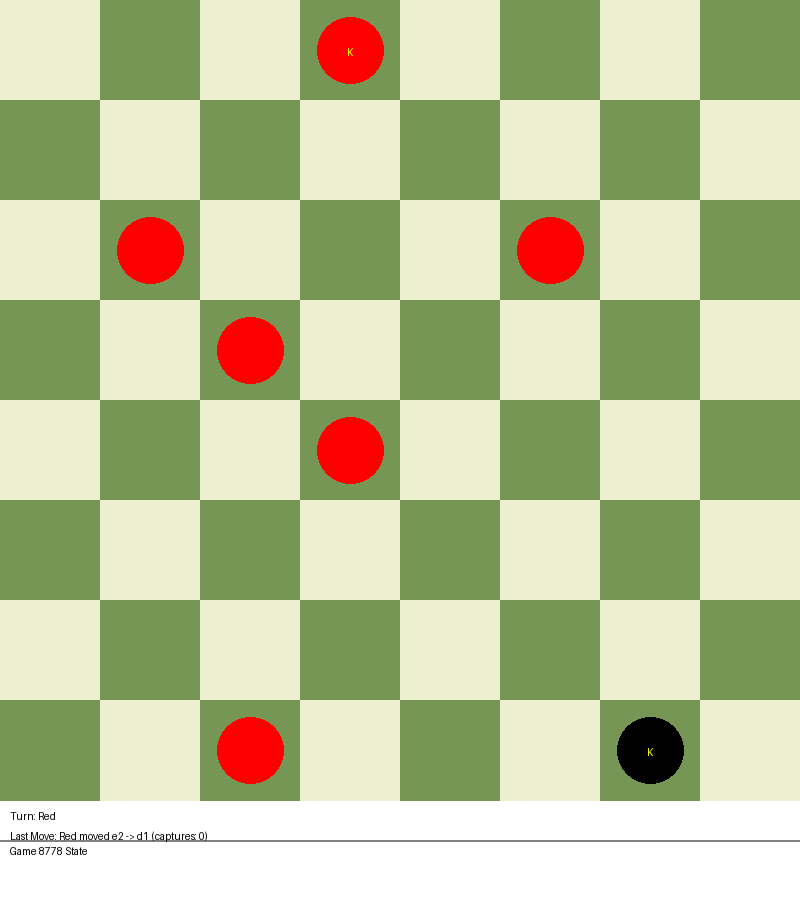 K
K
Turn: Red
Last Move: Red moved e2 -> d1 (captures: 0)
Game 8778 State